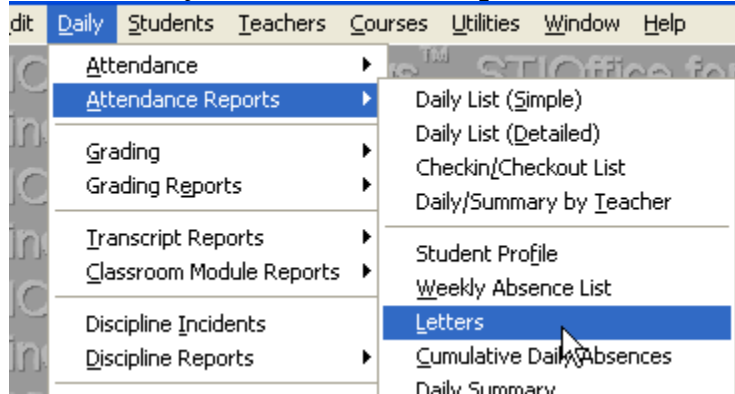 dit Daily Students Teachers Courses Utilities Window Help
Attendance
Attendance Reports
Grading
Grading Reports
Transcript Reports
Classroom Module Reports
Discipline Incidents
Discipline Reports
Daily List (Simple)
Daily List (Detailed)
Checkin/Checkout List
Daily/Summary by Teacher
Student Profile
Weekly Absence List
Letters
Cumulative Daily Absences
Daily Summary